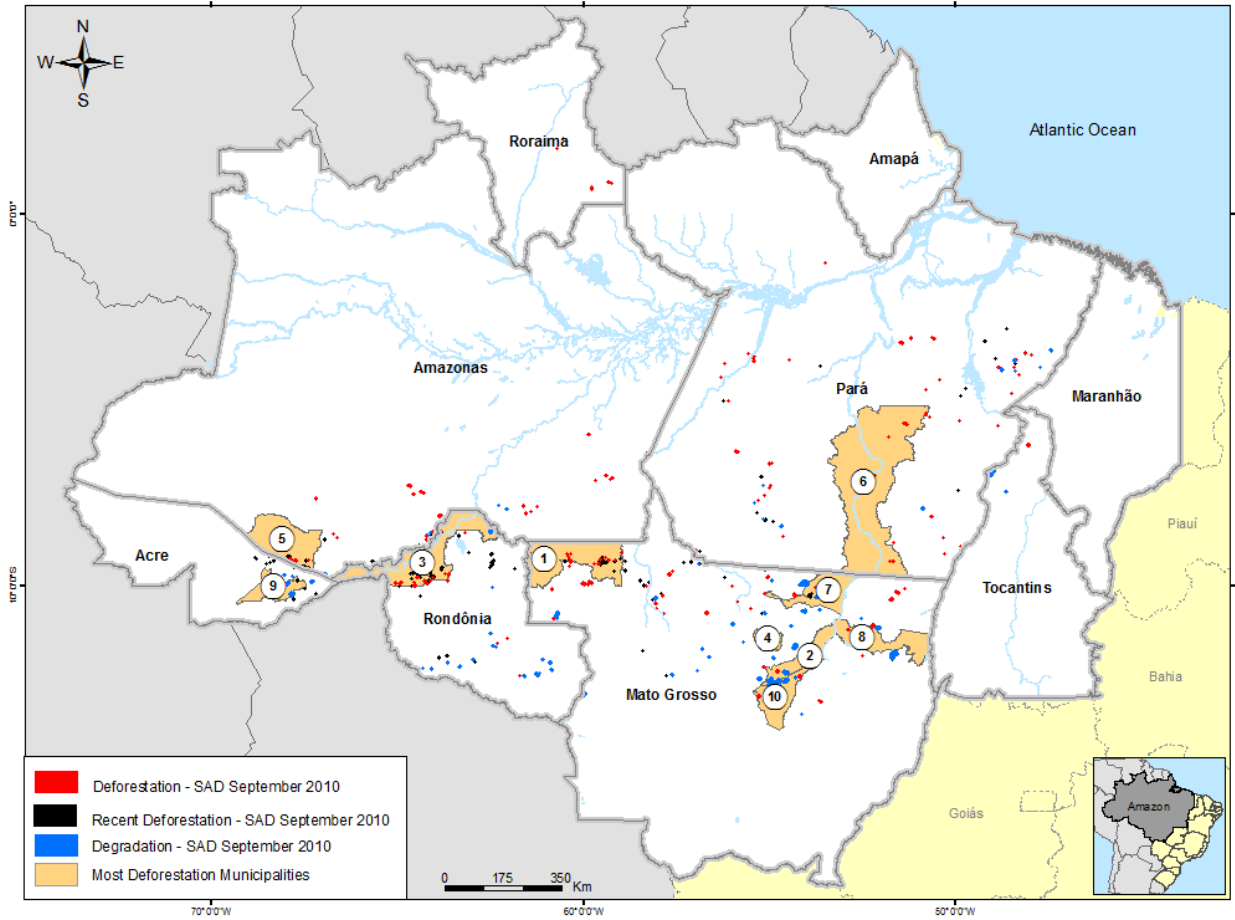 N
W E
S
Atlantic Ocean
Roraima
Amapá
0°0'0"
Amazonas
Pará
Maranhão
6
Piauí
5
Acre
3
1
9
10°0'0"S
7
Tocantins
Rondônia
4
8
2
Bahia
Mato Grosso
10
Deforestation - SAD September 2010
Recent Deforestation - SAD September 2010
Degradation - SAD September 2010
Most Deforestation Municipalities
Goiás
Amazon
0 175 350
Km
70°0'0"W 60°0'0"W 50°0'0"W